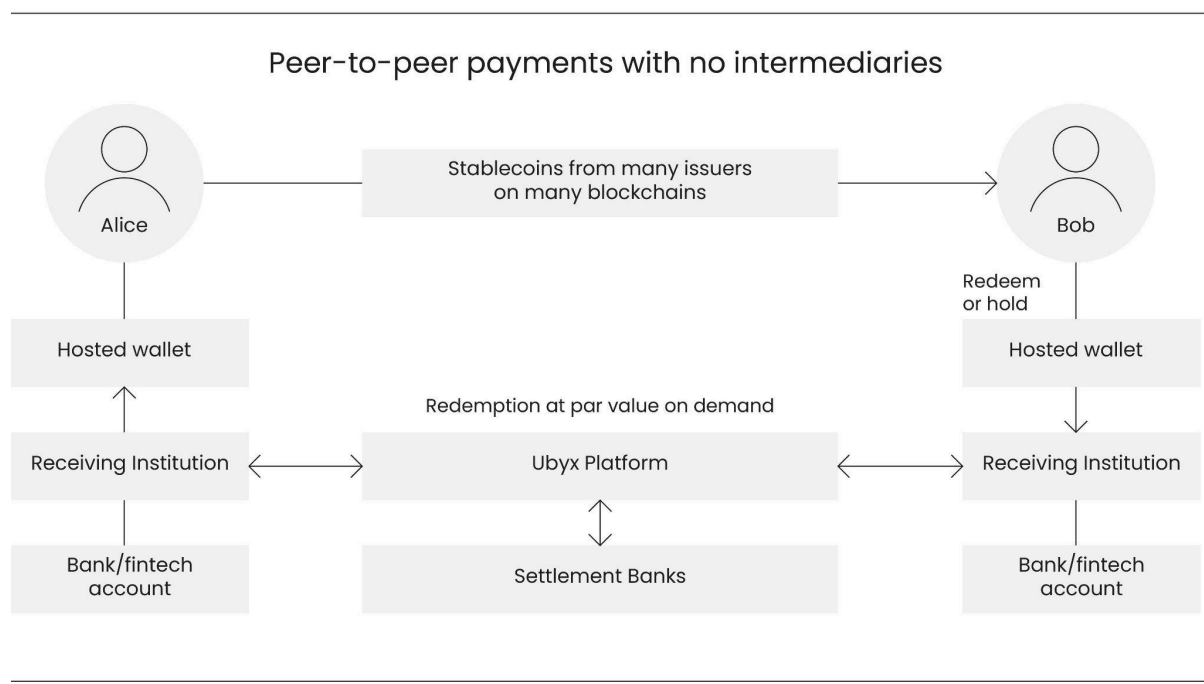 Peer-to-peer payments with no intermediaries
Stablecoins from many issuers
on many blockchains
Alice
Bob
Redeem
or hold
Hosted wallet
Hosted wallet
Redemption at par value on demand
Receiving Institution
Ubyx Platform
Receiving Institution
Bank/fintech
account
Settlement Banks
Bank/fintech
account